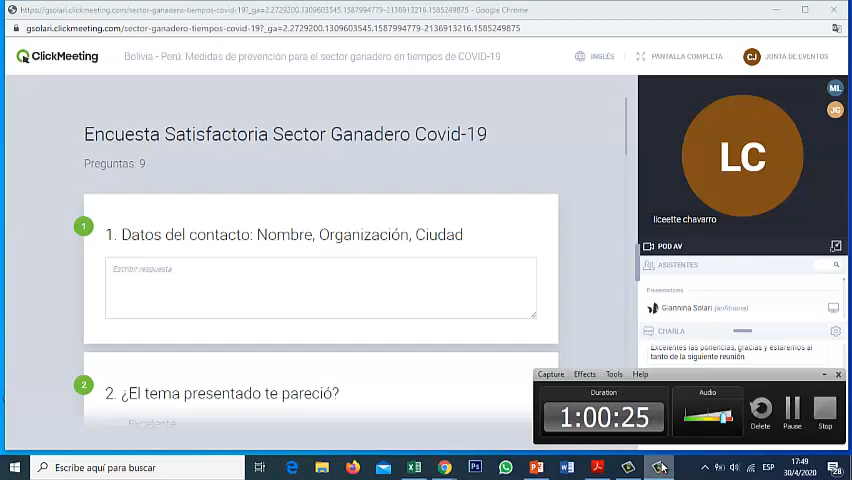 https://gsolari.clickmeeting.com/sector-ganadero-tiempos-covid-19?_ga=2.2729200.1309603545.1587994779-2136913216.1585249875 - Google Chrome
gsolari.clickmeeting.com/sector-ganadero-tiempos-covid-19?_ga=2.2729200.1309603545.1587994779-2136913216.1585249875
ClickMeeting
Bolivia - Perú: Medidas de prevención para el sector ganadero en tiempos de COVID-19
INGLÉS
PANTALLA COMPLETA
CJ
JUNTA DE EVENTOS
ML
JG
LC
liceette chavarro
Encuesta Satisfactoria Sector Ganadero Covid-19
Preguntas: 9
1
1. Datos del contacto: Nombre, Organización, Ciudad
Escribir respuesta
2
2. ¿El tema presentado te pareció?
Excelente
POD AV
ASISTENTES
Presentadores
Giannina Solari (anfitriona)
CHARLA
Excelentes las ponencias, gracias y estaremos al
tanto de la siguiente reunión
Capture Effects Tools Help
Duration
1:00:25
Audio
Delete
Pause
Stop
Escribe aquí para buscar
ESP
17:49
30/4/2020
28